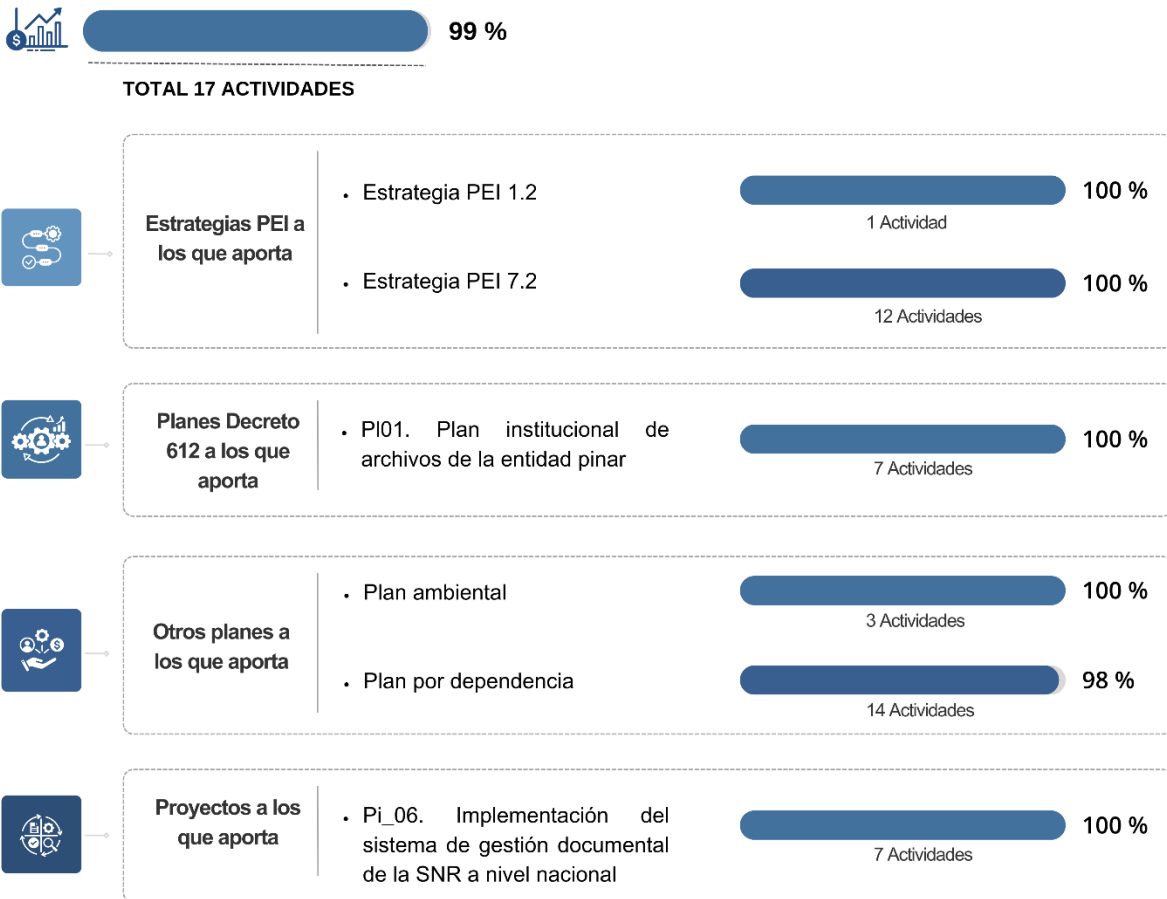 99 %
TOTAL 17 ACTIVIDADES
Estrategias PEI a
los que aporta
• Estrategia PEI 1.2
100 %
1 Actividad
• Estrategia PEI 7.2
100 %
12 Actividades
Planes Decreto
612 a los que
aporta
• Pl01. Plan institucional de
archivos de la entidad pinar
100 %
7 Actividades
Otros planes a
los que aporta
• Plan ambiental
100 %
3 Actividades
• Plan por dependencia
98 %
14 Actividades
Proyectos a los
que aporta
• Pi_06. Implementación del
sistema de gestión documental
de la SNR a nivel nacional
100 %
7 Actividades